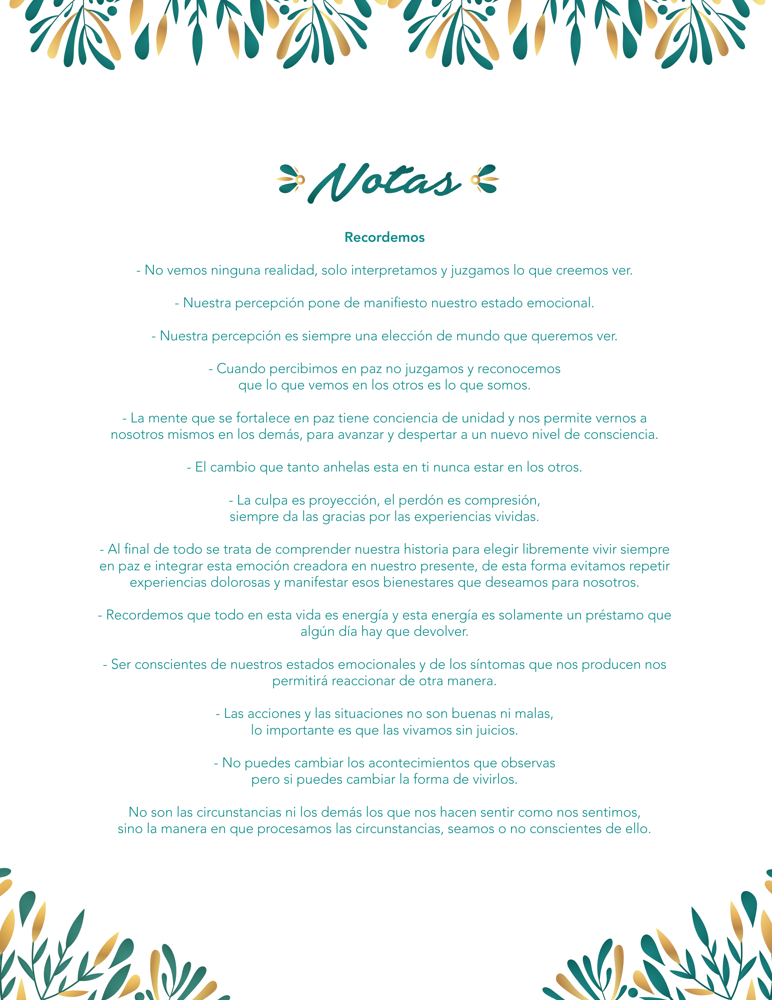 Notas
Recordemos
- No vemos ninguna realidad, solo interpretamos y juzgamos lo que creemos ver.
- Nuestra percepción pone de manifiesto nuestro estado emocional.
- Nuestra percepción es siempre una elección de mundo que queremos ver.
- Cuando percibimos en paz no juzgamos y reconocemos
que lo que vemos en los otros es lo que somos.
- La mente que se fortalece en paz tiene conciencia de unidad y nos permite vernos a
nosotros mismos en los demás, para avanzar y despertar a un nuevo nivel de consciencia.
- El cambio que tanto anhelas esta en ti nunca estar en los otros.
- La culpa es proyección, el perdón es compresión,
siempre da las gracias por las experiencias vividas.
- Al final de todo se trata de comprender nuestra historia para elegir libremente vivir siempre
en paz e integrar esta emoción creadora en nuestro presente, de esta forma evitamos repetir
experiencias dolorosas y manifestar esos bienestares que deseamos para nosotros.
- Recordemos que todo en esta vida es energía y esta energía es solamente un préstamo que
algún día hay que devolver.
- Ser conscientes de nuestros estados emocionales y de los síntomas que nos producen nos
permitirá reaccionar de otra manera.
- Las acciones y las situaciones no son buenas ni malas,
lo importante es que las vivamos sin juicios.
- No puedes cambiar los acontecimientos que observas
pero si puedes cambiar la forma de vivirlos.
No son las circunstancias ni los demás los que nos hacen sentir como nos sentimos,
sino la manera en que procesamos las circunstancias, seamos o no conscientes de ello.